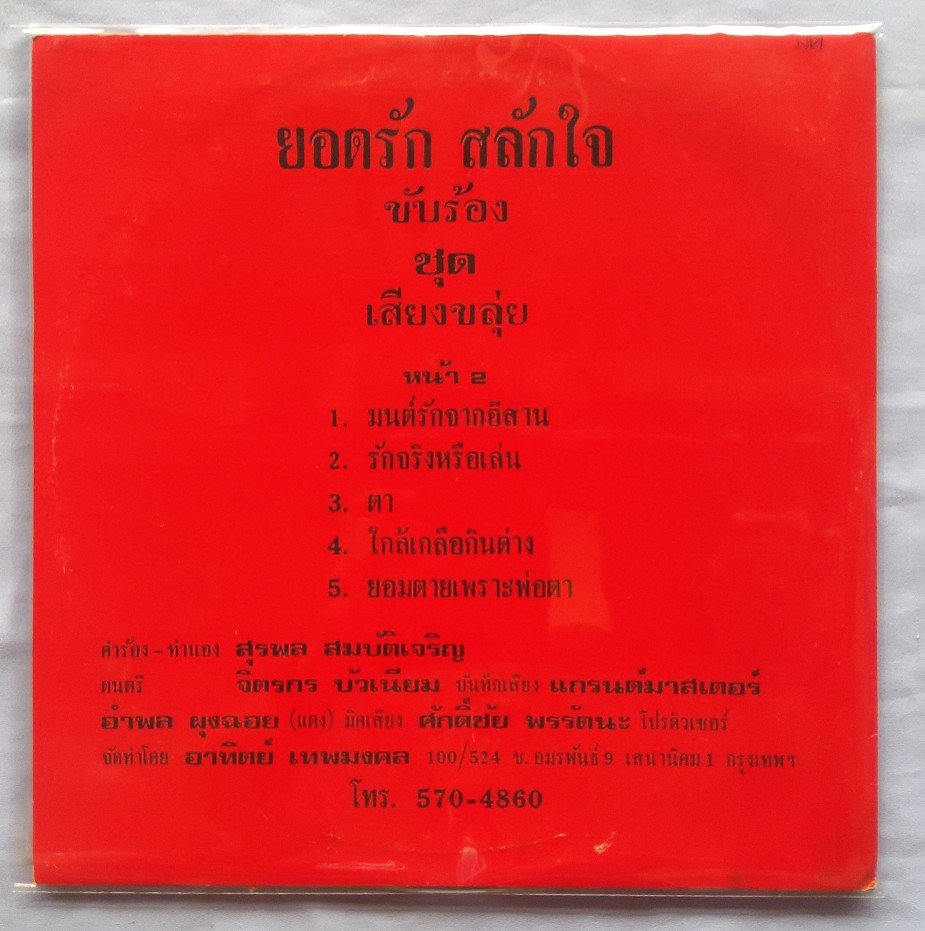 ยอดรัก สลักใจ
ขับร้อง
ชุด
เสียงขลุ่ย
หน้า 2
1. มนต์รักจากอีสาน
2. รักจริงหรือเล่น
3. ตา
4. ใกล้เกลือกินด่าง
5. ยอมตายเพราะพ่อตา
คำร้อง – ทำนอง สุรพล สมบัติเจริญ
ดนตรี จิตรกร บัวเนียม บันทึกเสียง แกรนด์มาสเตอร์
อำพล ผุงฉอย (แดง) มิคเสียง ศักดิ์ชัย พรรัตนะ โปรดิวเซอร์
จัดทำโดย อาทิตย์ เทพมงคล 100/524 ซ. อมรพันธ์ 9 เสนานิคม 1 กรุงเทพฯ
โทร. 570-4860